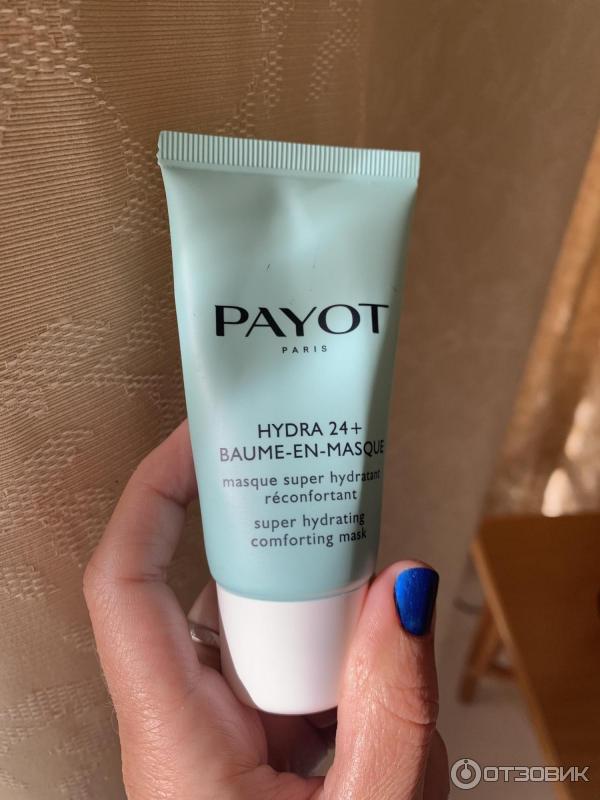 PAYOT
PARIS
HYDRA 24+
BAUME-EN-MASQUE
masque super hydratant
réconfortant
super hydrating
comforting mask
ОТЗОВИК